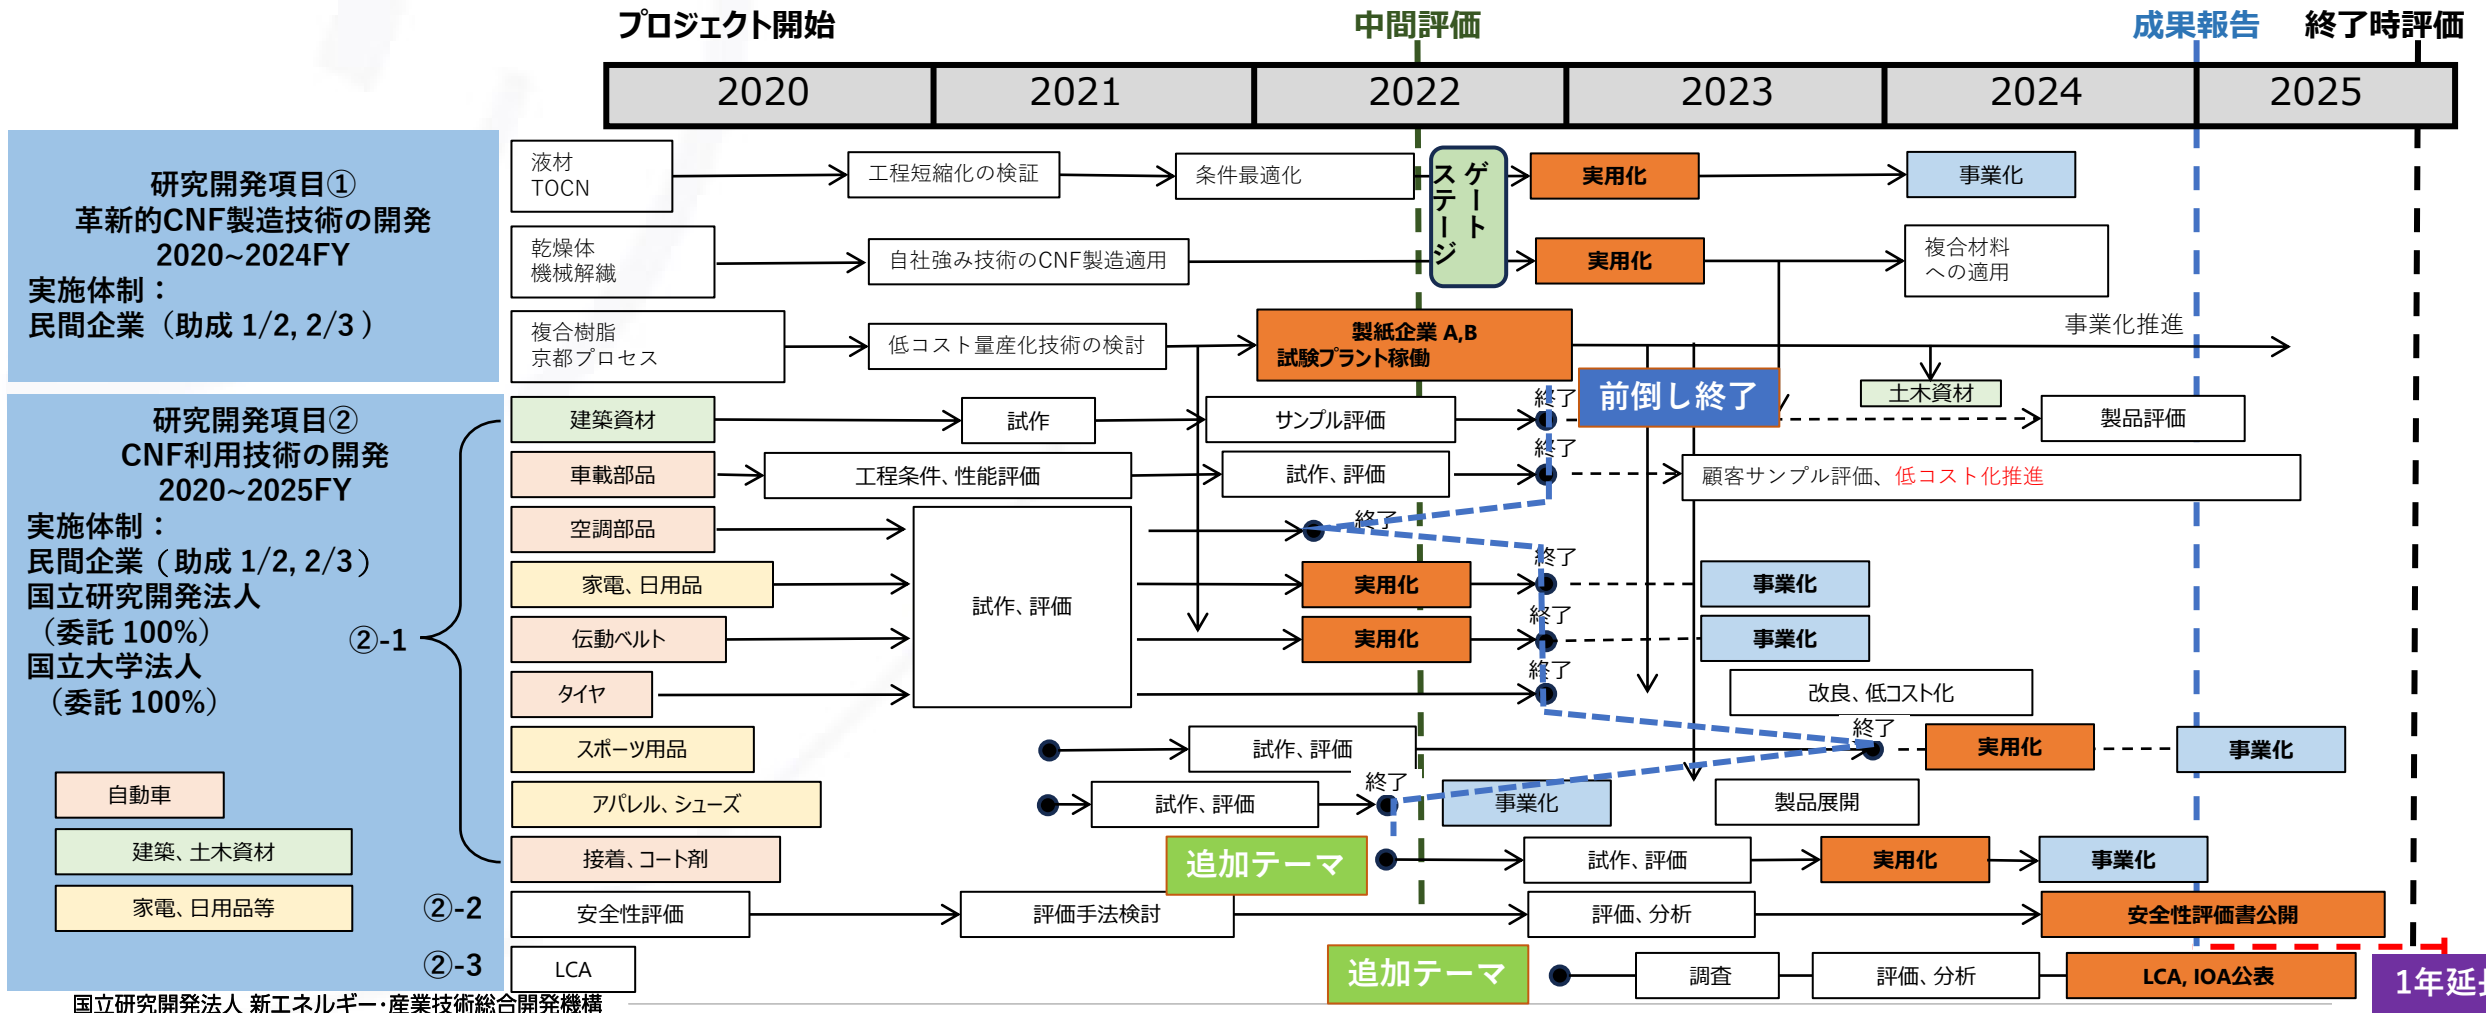 プロジェクト開始
中間評価
成果報告
終了時評価
2020
2021
2022
2023
2024
2025
研究開発項目①
革新的CNF製造技術の開発
2020~2024FY
実施体制：
民間企業（助成 1/2, 2/3 ）
液材
TOCN
工程短縮化の検証
条件最適化
ステージ
ゲート
実用化
事業化
乾燥体
機械解繊
自社強み技術のCNF製造適用
実用化
複合材料
への適用
複合樹脂
京都プロセス
低コスト量産化技術の検討
製紙企業 A,B
試験プラント稼働
事業化推進
土木資材
前倒し終了
研究開発項目②
CNF利用技術の開発
2020~2025FY
実施体制：
民間企業（ 助成 1/2, 2/3 ）
国立研究開発法人
（委託 100%）
国立大学法人
（委託 100%）
②-1
建築資材
試作
サンプル評価
終了
製品評価
車載部品
工程条件、性能評価
試作、評価
終了
顧客サンプル評価、低コスト化推進
空調部品
試作、評価
終了
家電、日用品
実用化
終了
事業化
伝動ベルト
実用化
終了
事業化
タイヤ
終了
改良、低コスト化
スポーツ用品
試作、評価
終了
実用化
事業化
アパレル、シューズ
試作、評価
終了
事業化
製品展開
接着、コート剤
追加テーマ
試作、評価
実用化
事業化
自動車
建築、土木資材
家電、日用品等
②-2
安全性評価
評価手法検討
評価、分析
安全性評価書公開
②-3
LCA
追加テーマ
調査
評価、分析
LCA, IOA公表
1年延
国立研究開発法人 新エネルギー・産業技術総合開発機構